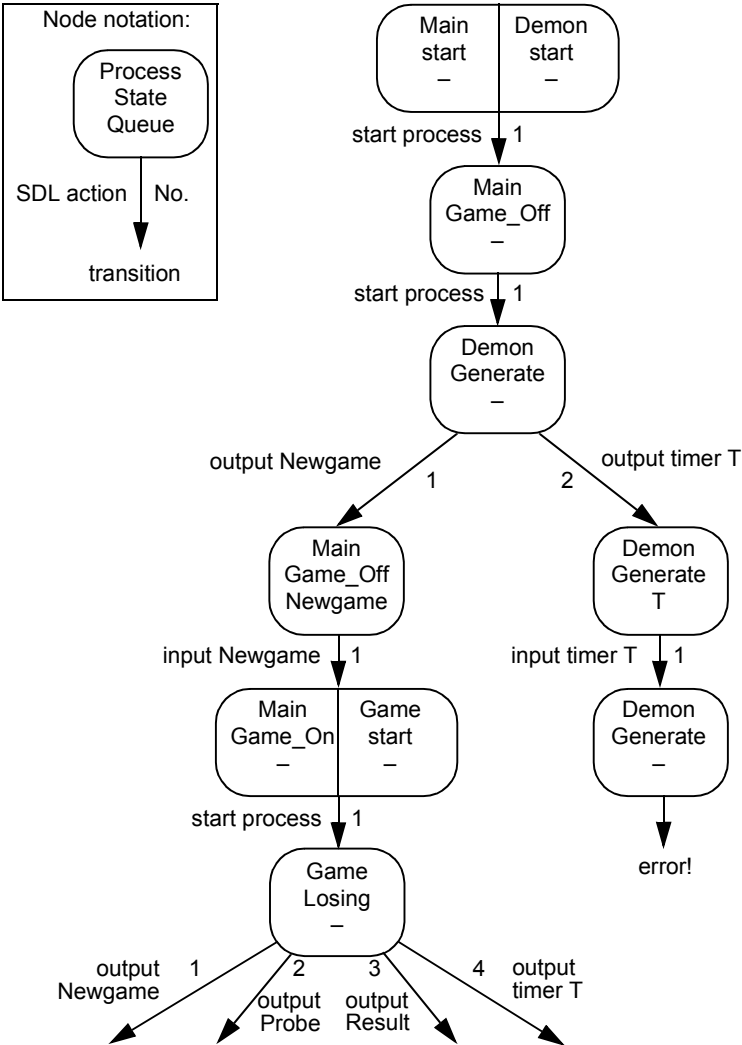 Node notation:
Process
State
Queue
SDL action No.
transition
Main Demon
start start
– –
start process 1
Main
Game_Off
–
start process 1
Demon
Generate
–
output Newgame output timer T
1 2
Main Demon
Game_Off Generate
Newgame T
input Newgame 1 input timer T 1
Main Game Demon
Game_On start Generate
– – –
start process 1
error!
Game
Losing
–
output 1 2 3 4 output
Newgame timer T
output output
Probe Result